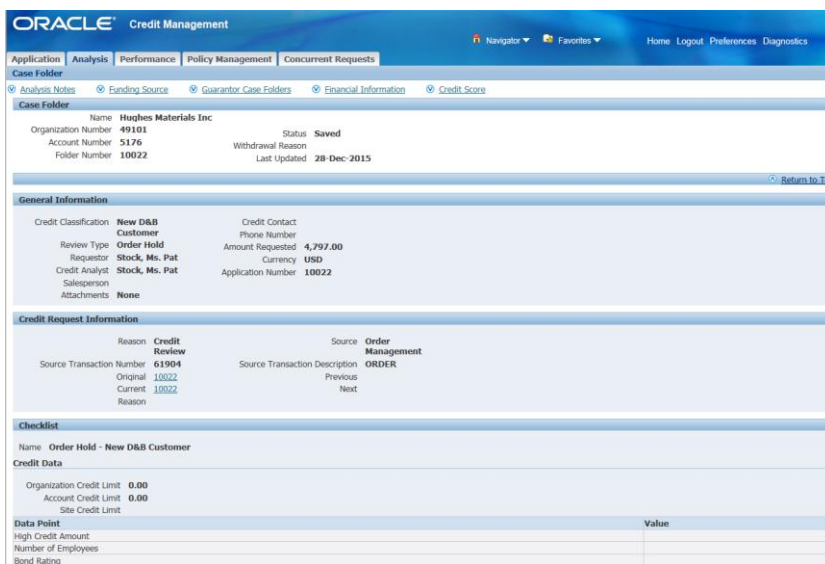 ORACLE® Credit Management
Navigator Favorites Home Logout Preferences Diagnostics
Application Analysis Performance Policy Management Concurrent Requests
Case Folder
Analysis Notes Funding Source Guarantor Case Folders Financial Information Credit Score
Case Folder
Name Hughes Materials Inc
Organization Number 49101
Status Saved
Account Number 5176
Withdrawal Reason
Folder Number 10022
Last Updated 28-Dec-2015
Return to T
General Information
Credit Classification New D&B Customer
Credit Contact
Phone Number
Review Type Order Hold
Amount Requested 4,797.00
Requestor Stock, Ms. Pat
Currency USD
Credit Analyst Stock, Ms. Pat
Application Number 10022
Salesperson
Attachments None
Credit Request Information
Reason Credit Review
Source Order Management
Source Transaction Number 61904
Source Transaction Description ORDER
Original 10022
Previous
Current 10022
Next
Reason
Checklist
Name Order Hold - New D&B Customer
Credit Data
Organization Credit Limit 0.00
Account Credit Limit 0.00
Site Credit Limit
Data Point Value
High Credit Amount
Number of Employees
Bond Rating